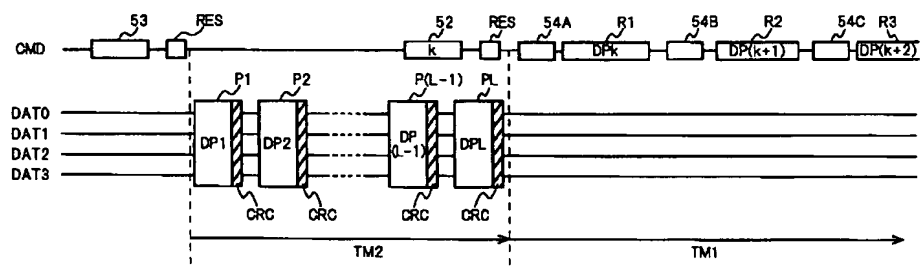 53 RES 52 RES 54A R1 54B R2 54C R3
CMD k DPk DP(k+1) DP(k+2)
P1 P2 P(L-1) PL
DAT0
DAT1
DAT2
DAT3
DP1 DP2 DP (L-1) DPL
CRC CRC CRC CRC
TM2 TM1